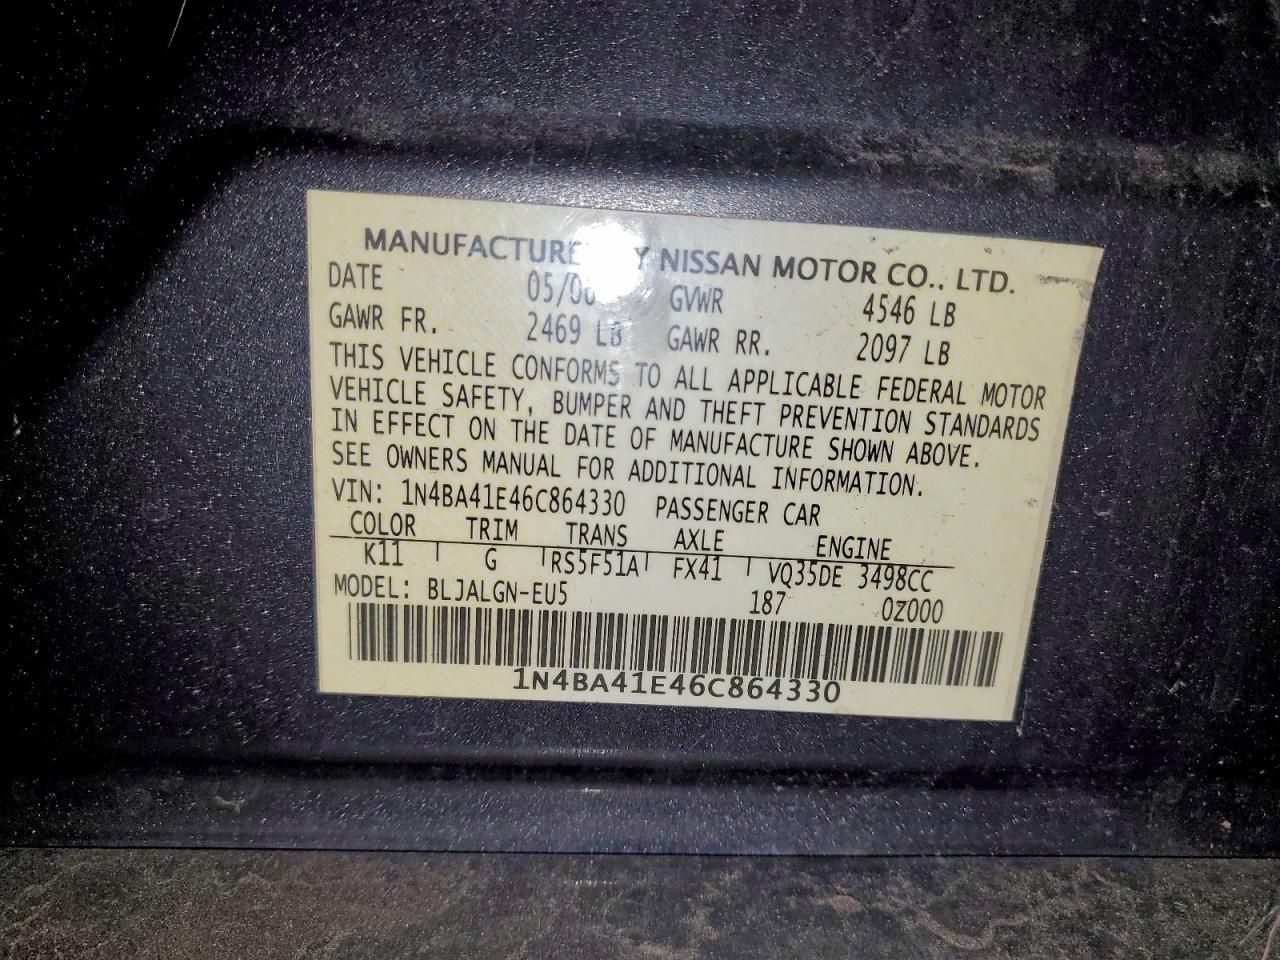 MANUFACTURE Y NISSAN MOTOR CO., LTD.
DATE 05/06 GVWR 4546 LB
GAWR FR. 2469 LB GAWR RR. 2097 LB
THIS VEHICLE CONFORMS TO ALL APPLICABLE FEDERAL MOTOR
VEHICLE SAFETY, BUMPER AND THEFT PREVENTION STANDARDS
IN EFFECT ON THE DATE OF MANUFACTURE SHOWN ABOVE.
SEE OWNERS MANUAL FOR ADDITIONAL INFORMATION.
VIN: 1N4BA41E46C864330 PASSENGER CAR
COLOR TRIM TRANS AXLE ENGINE
K11 G RS5F51A FX41 VQ35DE 3498CC
MODEL: BLJALGN-EU5 187 0Z000
1N4BA41E46C864330